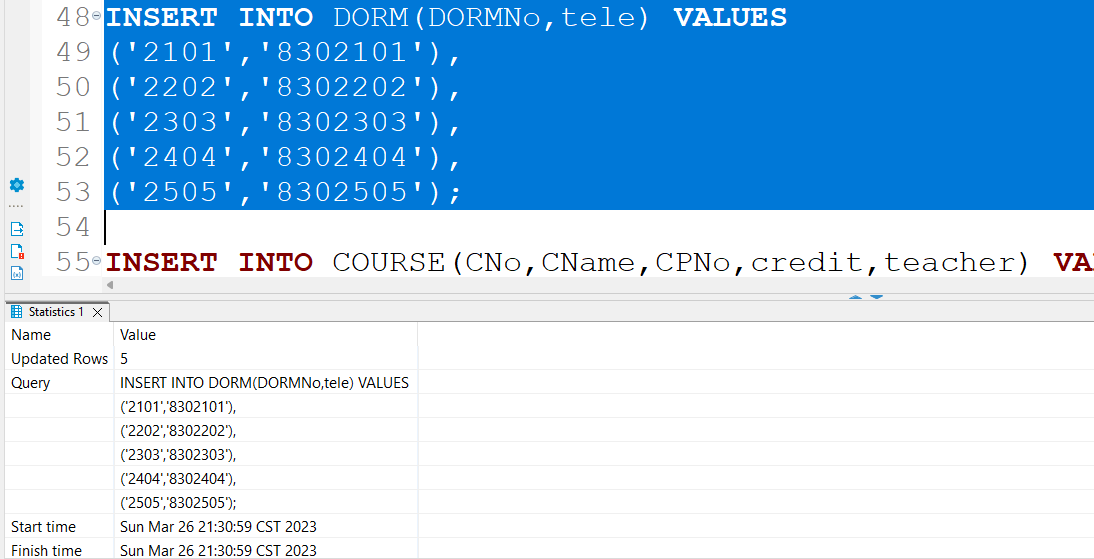 48 INSERT INTO DORM(DORMNo,tele) VALUES
49 ('2101','8302101'),
50 ('2202','8302202'),
51 ('2303','8302303'),
52 ('2404','8302404'),
53 ('2505','8302505');
54
55 INSERT INTO COURSE(CNo,CName,CPNo,credit,teacher) VA
Statistics 1
Name Value
Updated Rows 5
Query INSERT INTO DORM(DORMNo,tele) VALUES
('2101','8302101'),
('2202','8302202'),
('2303','8302303'),
('2404','8302404'),
('2505','8302505');
Start time Sun Mar 26 21:30:59 CST 2023
Finish time Sun Mar 26 21:30:59 CST 2023